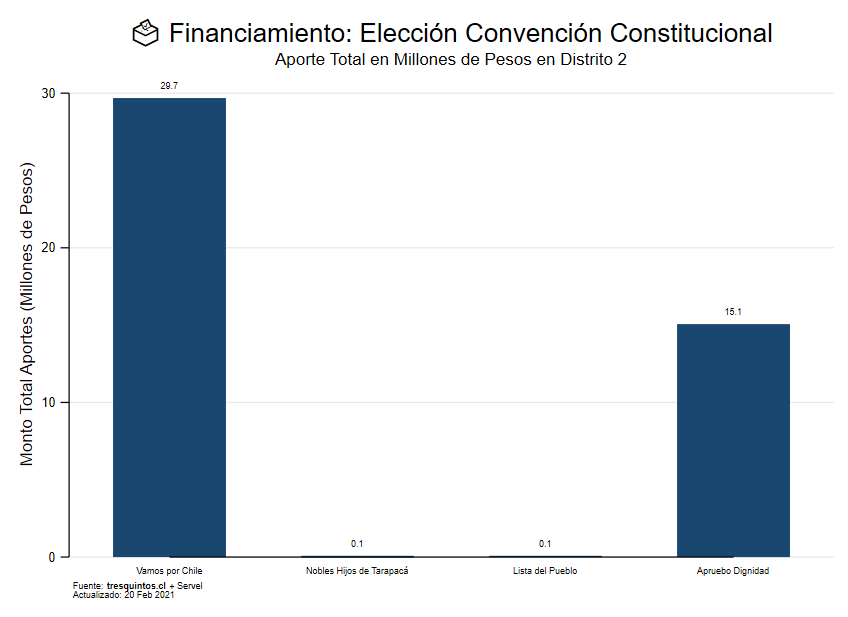 Financiamiento: Elección Convención Constitucional
Aporte Total en Millones de Pesos en Distrito 2
Monto Total Aportes (Millones de Pesos)
30
20
10
0
29.7
0.1
0.1
15.1
Vamos por Chile
Nobles Hijos de Tarapacá
Lista del Pueblo
Apruebo Dignidad
Fuente: tresquintos.cl + Servel
Actualizado: 20 Feb 2021